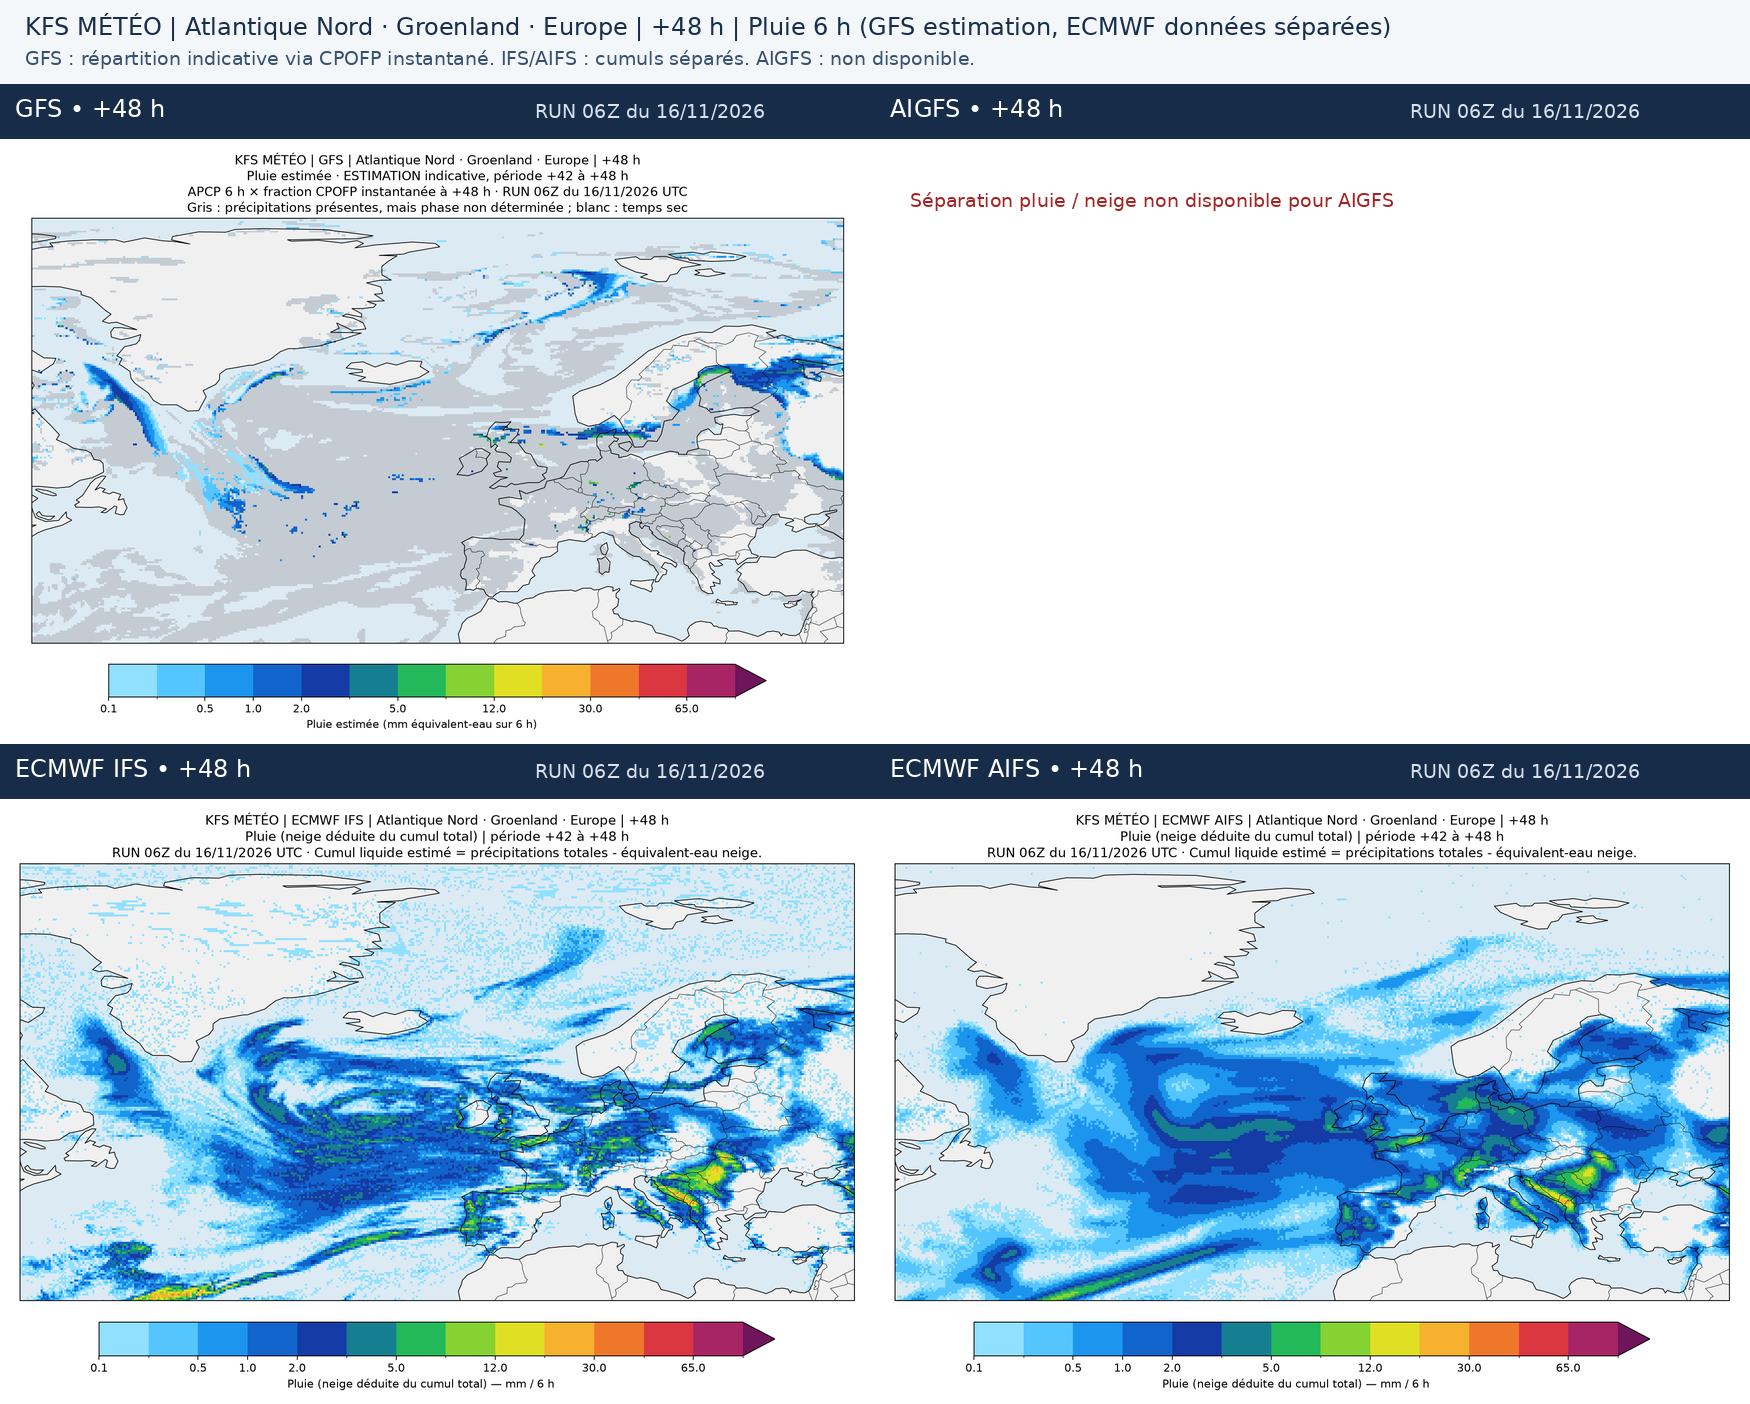 KFS MÉTÉO | Atlantique Nord · Groenland · Europe | +48 h | Pluie 6 h (GFS estimation, ECMWF données séparées)
GFS : répartition indicative via CPOFP instantané. IFS/AIFS : cumuls séparés. AIGFS : non disponible.
GFS • +48 h
RUN 06Z du 16/11/2026
AIGFS • +48 h
RUN 06Z du 16/11/2026
KFS MÉTÉO | GFS | Atlantique Nord · Groenland · Europe | +48 h
Pluie estimée · ESTIMATION indicative, période +42 à +48 h
APCP 6 h × fraction CPOFP instantanée à +48 h · RUN 06Z du 16/11/2026 UTC
Gris : précipitations présentes, mais phase non déterminée ; blanc : temps sec
Séparation pluie / neige non disponible pour AIGFS
0.1 0.5 1.0 2.0 5.0 12.0 30.0 65.0
Pluie estimée (mm équivalent-eau sur 6 h)
ECMWF IFS • +48 h
RUN 06Z du 16/11/2026
ECMWF AIFS • +48 h
RUN 06Z du 16/11/2026
KFS MÉTÉO | ECMWF IFS | Atlantique Nord · Groenland · Europe | +48 h
Pluie (neige déduite du cumul total) | période +42 à +48 h
RUN 06Z du 16/11/2026 UTC · Cumul liquide estimé = précipitations totales - équivalent-eau neige.
KFS MÉTÉO | ECMWF AIFS | Atlantique Nord · Groenland · Europe | +48 h
Pluie (neige déduite du cumul total) | période +42 à +48 h
RUN 06Z du 16/11/2026 UTC · Cumul liquide estimé = précipitations totales - équivalent-eau neige.
0.1 0.5 1.0 2.0 5.0 12.0 30.0 65.0
Pluie (neige déduite du cumul total) — mm / 6 h
0.1 0.5 1.0 2.0 5.0 12.0 30.0 65.0
Pluie (neige déduite du cumul total) — mm / 6 h